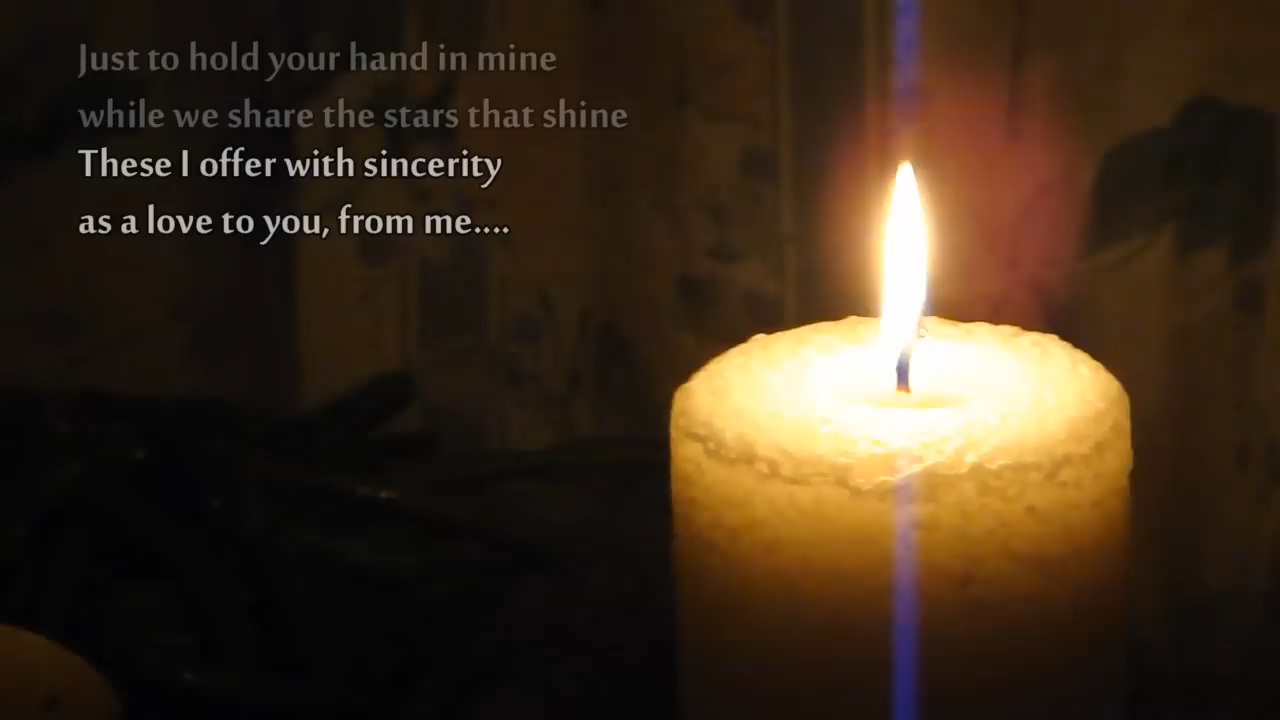 Just to hold your hand in mine
while we share the stars that shine
These I offer with sincerity
as a love to you, from me....